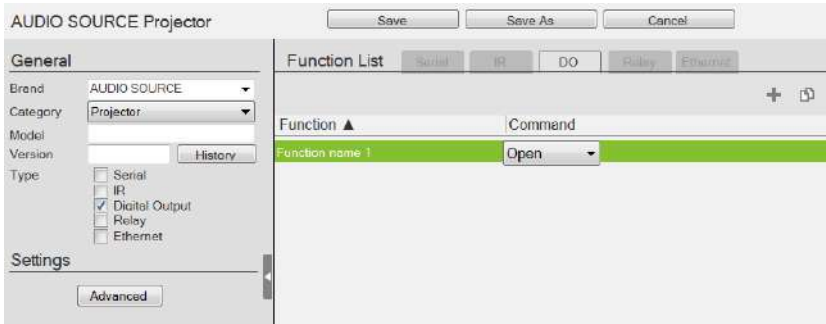 AUDIO SOURCE Projector
Save
Save As
Cancel
General
Brand
AUDIO SOURCE
Category
Projector
Model
Version
History
Type
Serial
IR
Digital Output
Relay
Ethernet
Settings
Advanced
Function List
Serial
IR
DO
Relay
Ethernet
Function ▲
Command
Function name 1
Open